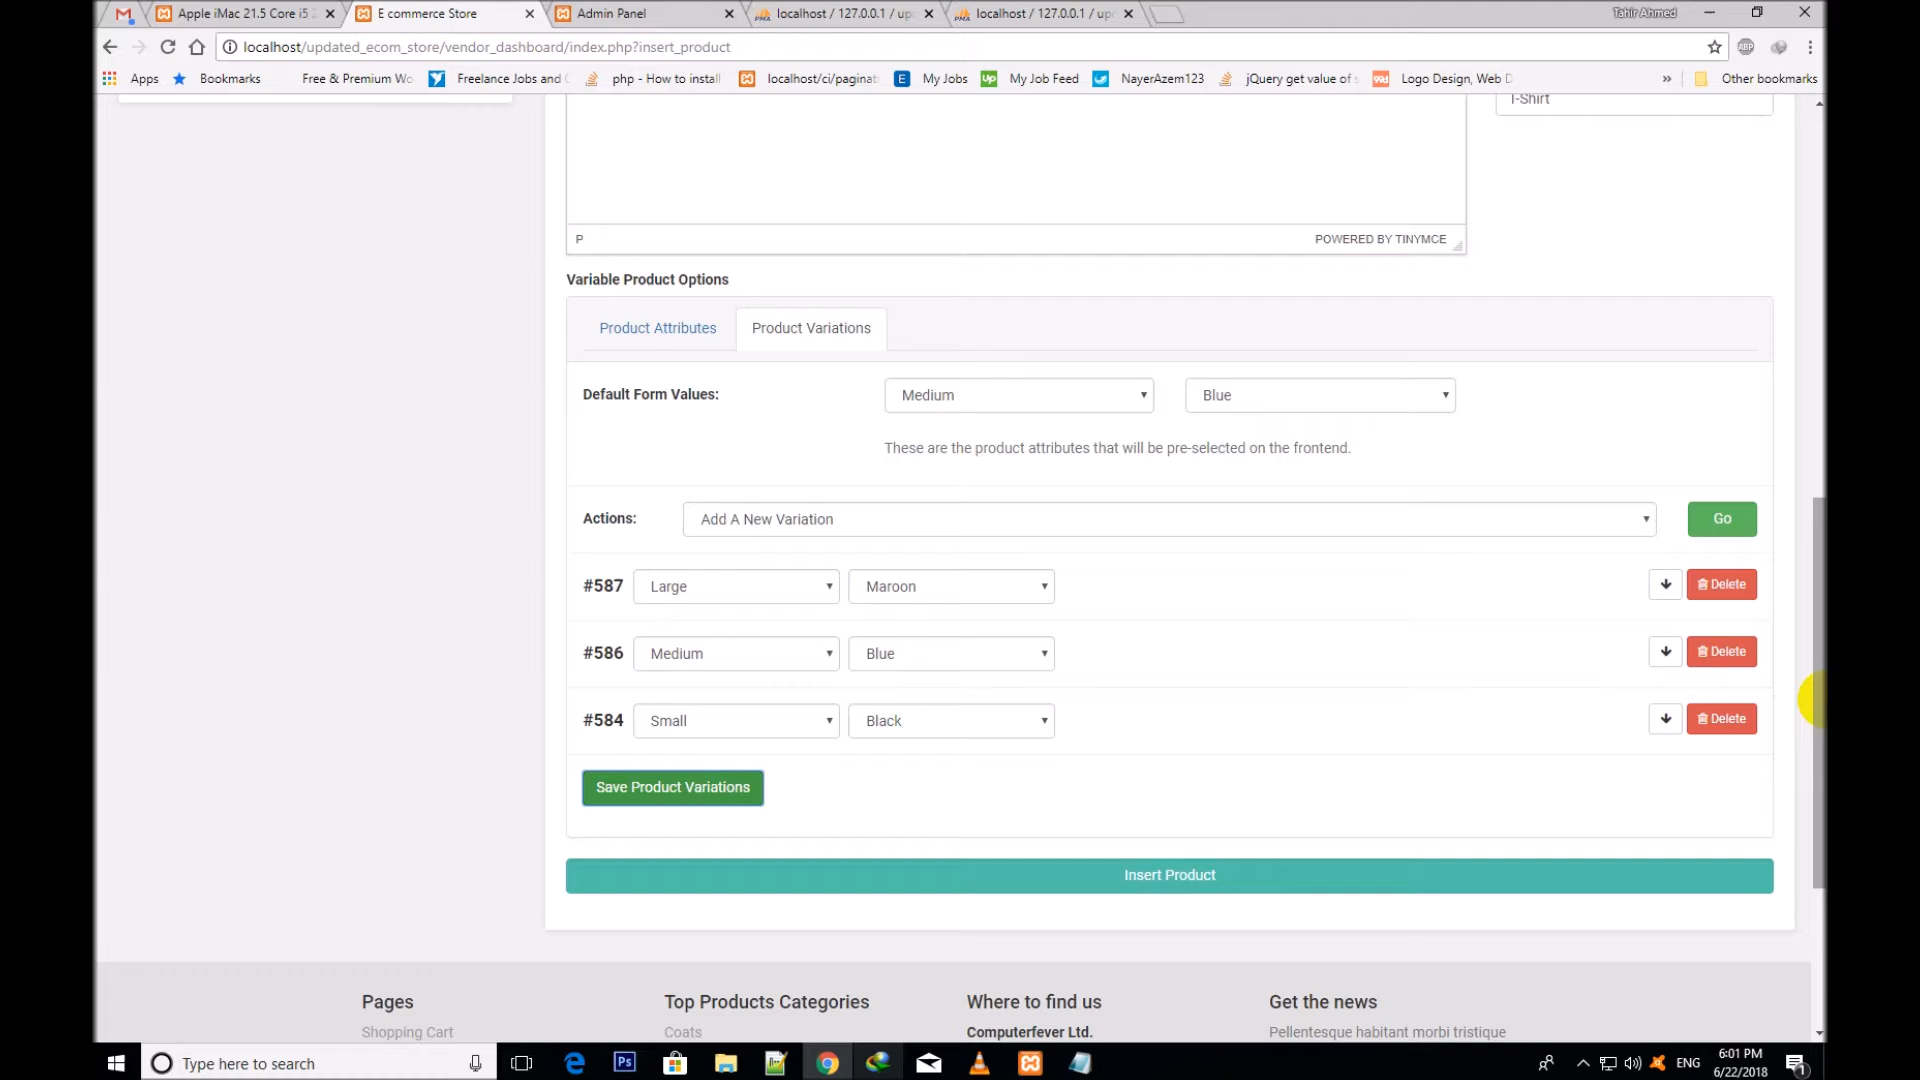 Apple iMac 21.5 Core i5 2
E commerce Store
Admin Panel
localhost / 127.0.0.1 / up
localhost / 127.0.0.1 / up
Tahir Ahmed
localhost/updated_ecom_store/vendor_dashboard/index.php?insert_product
ABP
Apps
Bookmarks
Free & Premium Wo
Freelance Jobs and
php - How to install
localhost/ci/paginat
My Jobs
My Job Feed
NayerAzem123
jQuery get value of s
Logo Design, Web D
Other bookmarks
T-Shirt
P
POWERED BY TINYMCE
Variable Product Options
Product Attributes
Product Variations
Default Form Values:
Medium
Blue
These are the product attributes that will be pre-selected on the frontend.
Actions:
Add A New Variation
Go
#587
Large
Maroon
Delete
#586
Medium
Blue
Delete
#584
Small
Black
Delete
Save Product Variations
Insert Product
Pages
Top Products Categories
Where to find us
Get the news
Shopping Cart
Coats
Computerfever Ltd.
Pellentesque habitant morbi tristique
Type here to search
Ps
ENG
6:01 PM
6/22/2018